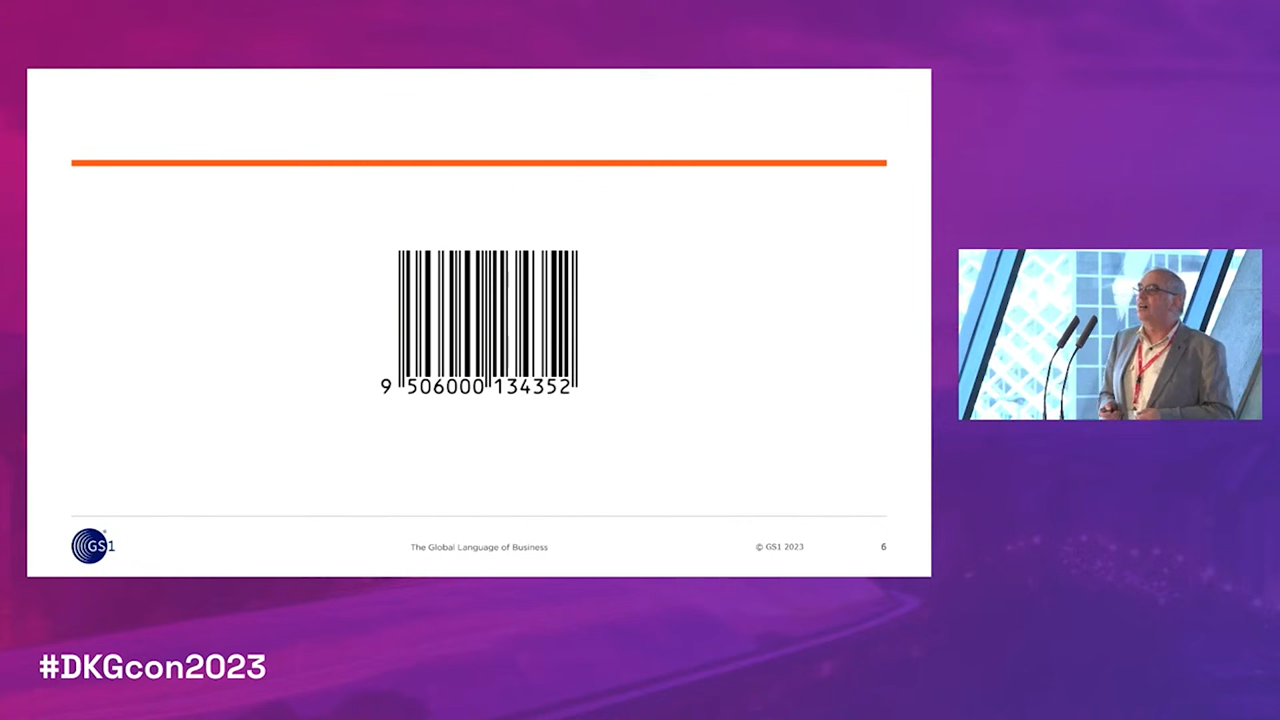 9 506000 134352
GS1
The Global Language of Business
© GS1 2023
6
#DKGcon2023